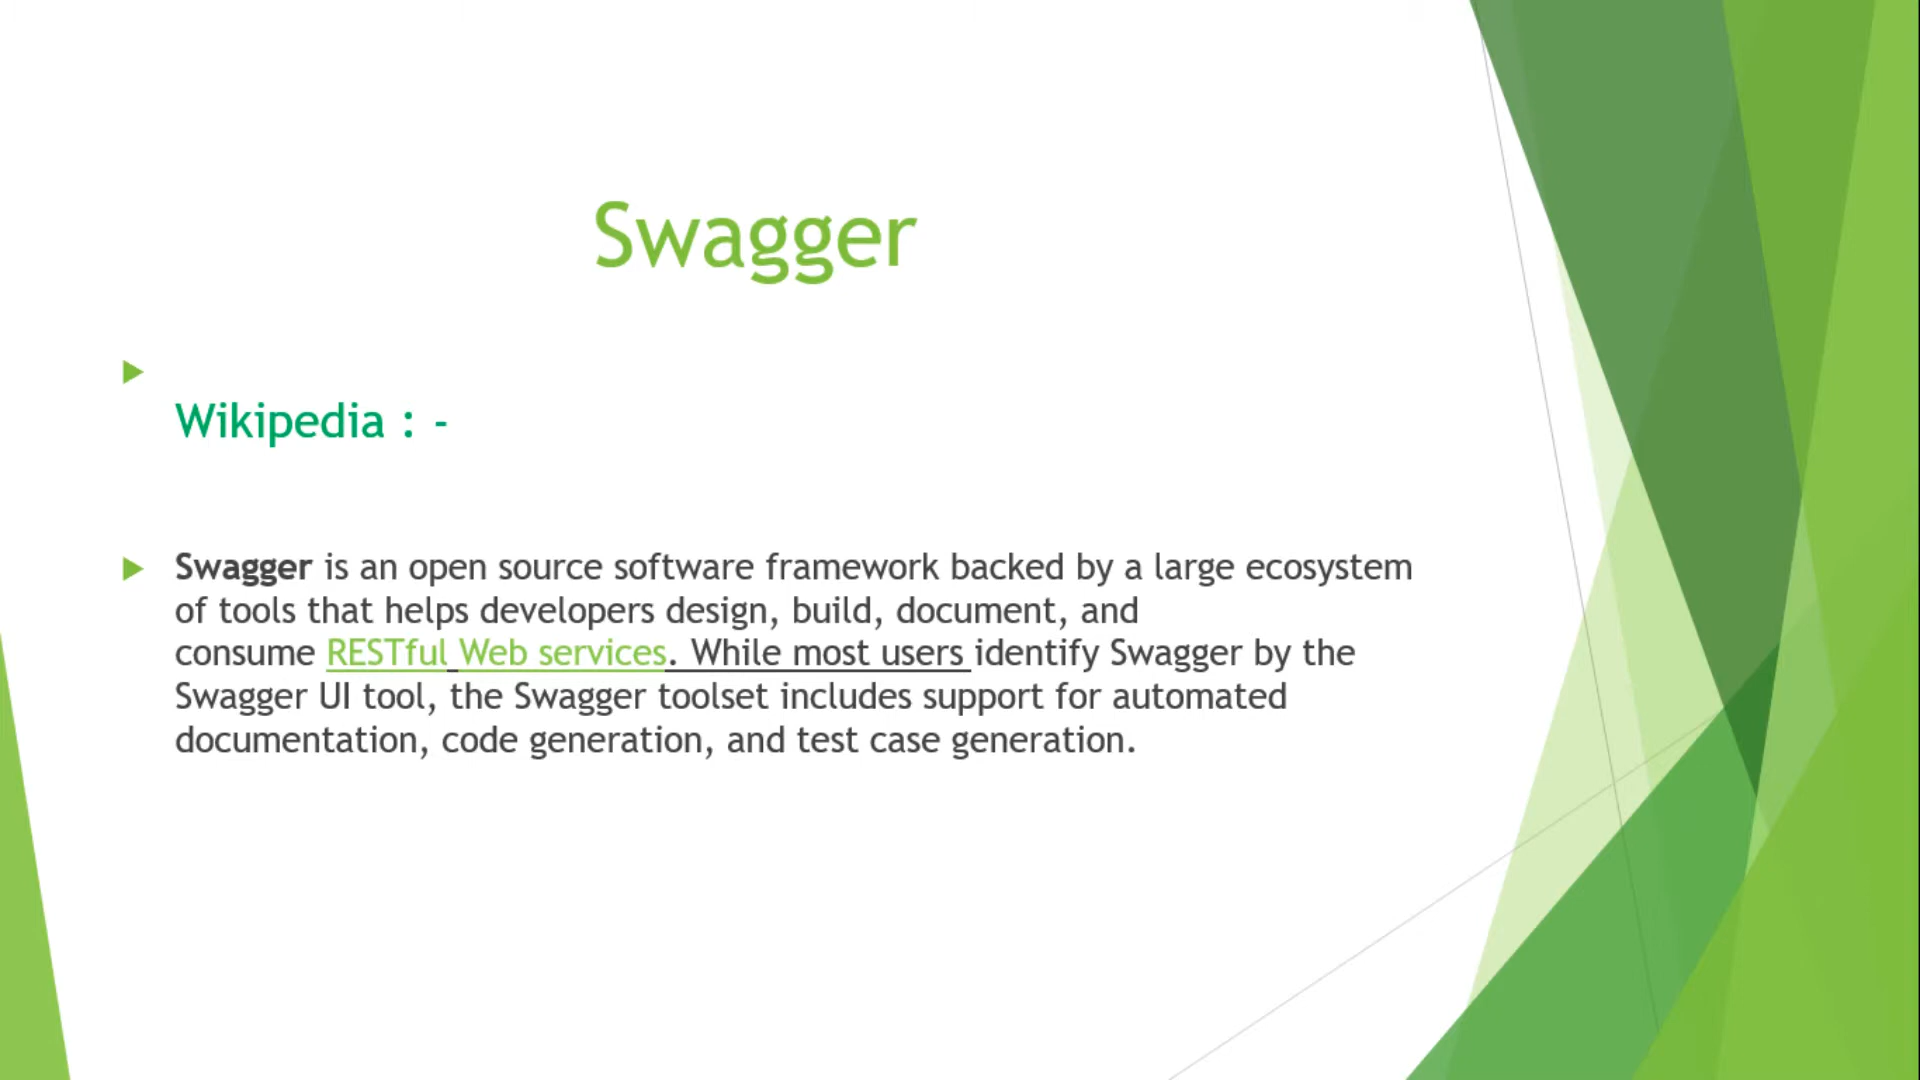 Swagger
Wikipedia : -
Swagger is an open source software framework backed by a large ecosystem
of tools that helps developers design, build, document, and
consume RESTful Web services. While most users identify Swagger by the
Swagger UI tool, the Swagger toolset includes support for automated
documentation, code generation, and test case generation.